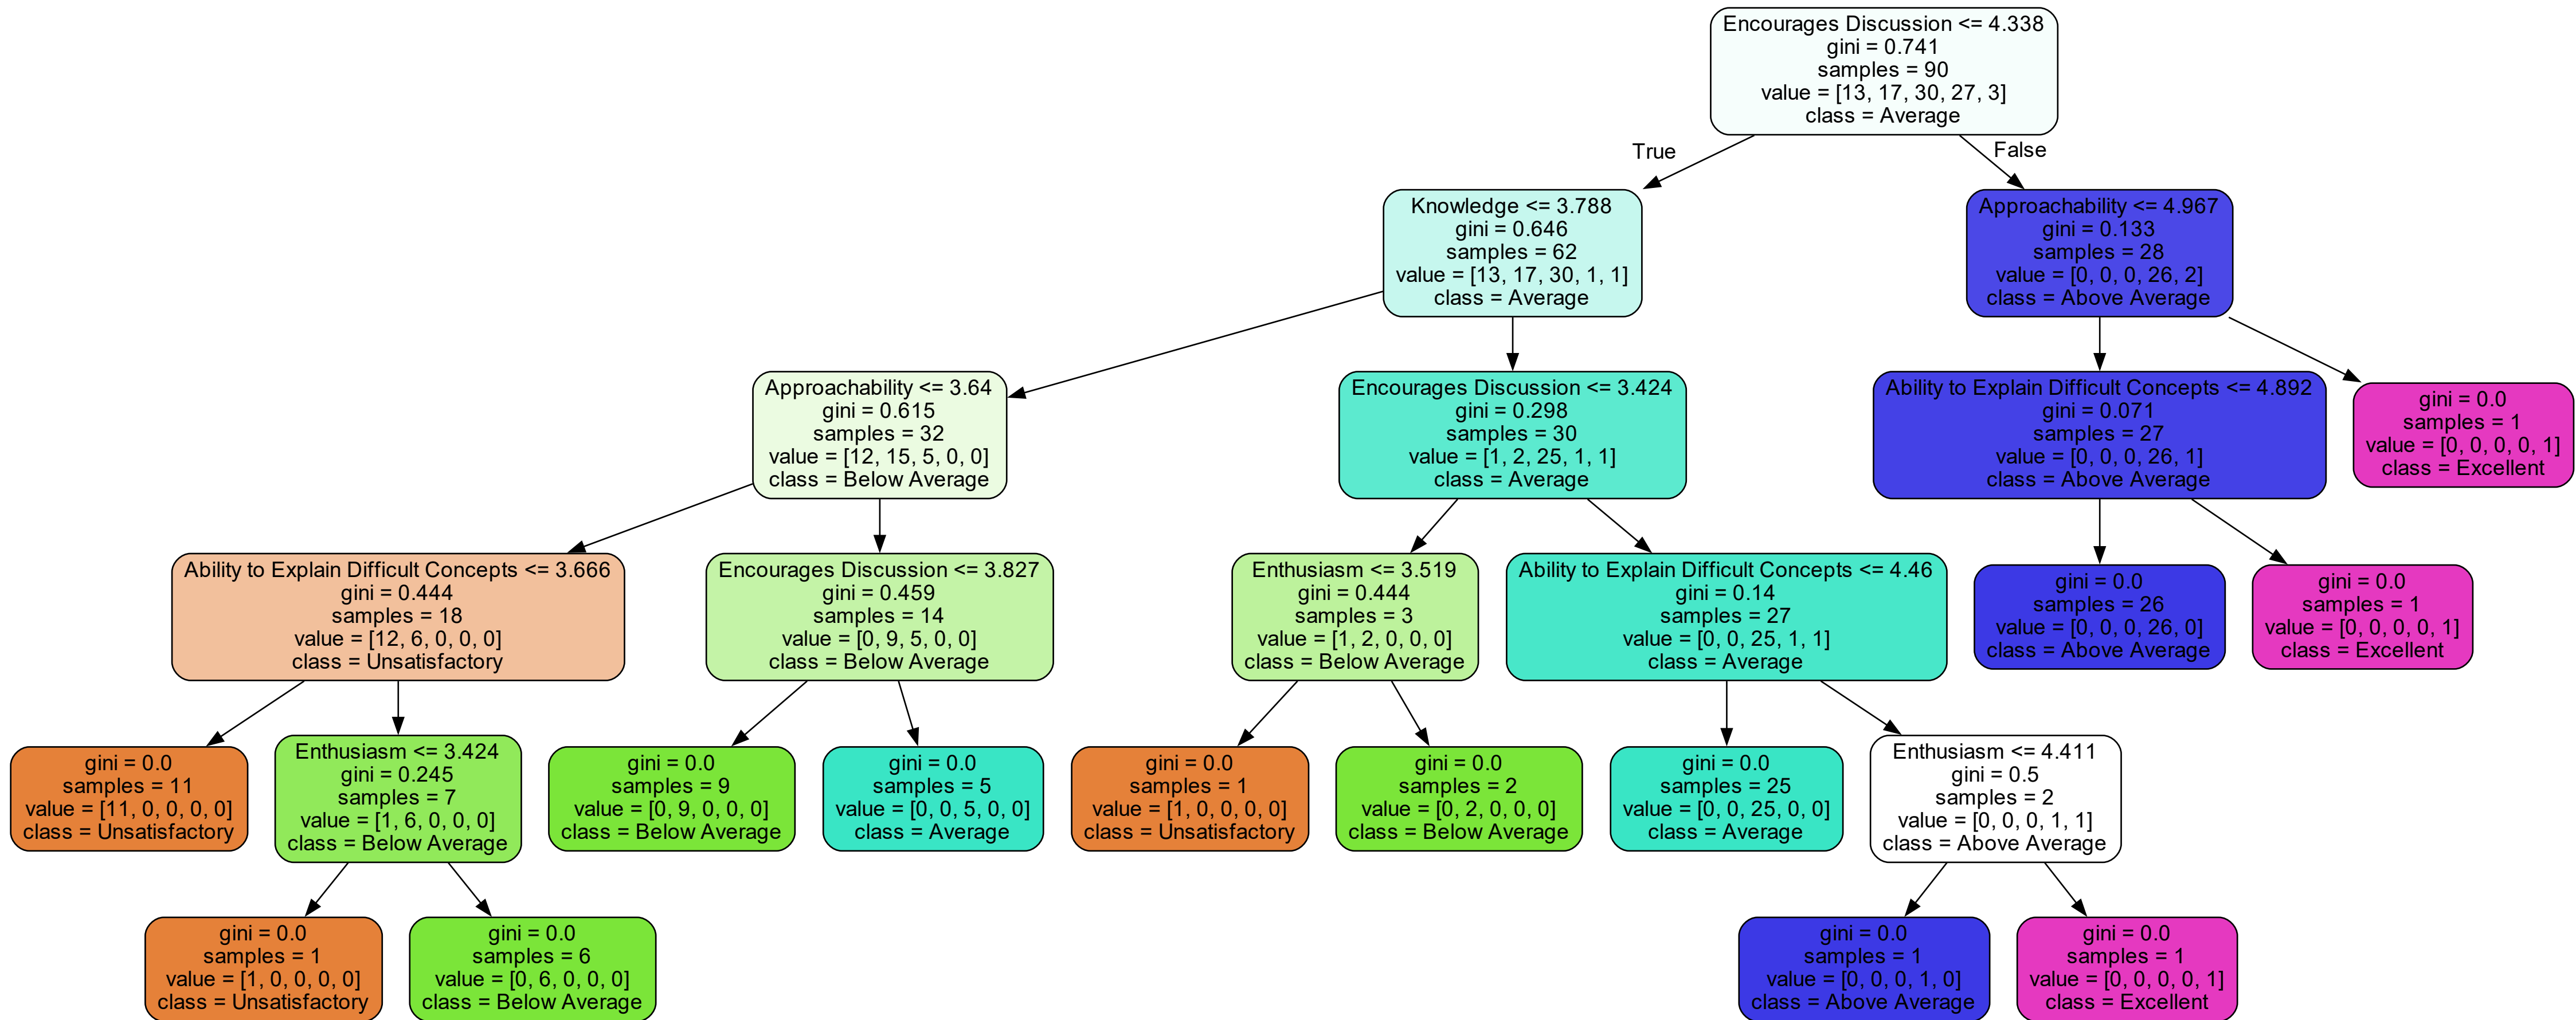 Encourages Discussion <= 4.338
gini = 0.741
samples = 90
value = [13, 17, 30, 27, 3]
class = Average
True
False
Knowledge <= 3.788
gini = 0.646
samples = 62
value = [13, 17, 30, 1, 1]
class = Average
Approachability <= 4.967
gini = 0.133
samples = 28
value = [0, 0, 0, 26, 2]
class = Above Average
Approachability <= 3.64
gini = 0.615
samples = 32
value = [12, 15, 5, 0, 0]
class = Below Average
Encourages Discussion <= 3.424
gini = 0.298
samples = 30
value = [1, 2, 25, 1, 1]
class = Average
Ability to Explain Difficult Concepts <= 4.892
gini = 0.071
samples = 27
value = [0, 0, 0, 26, 1]
class = Above Average
gini = 0.0
samples = 1
value = [0, 0, 0, 0, 1]
class = Excellent
Ability to Explain Difficult Concepts <= 3.666
gini = 0.444
samples = 18
value = [12, 6, 0, 0, 0]
class = Unsatisfactory
Encourages Discussion <= 3.827
gini = 0.459
samples = 14
value = [0, 9, 5, 0, 0]
class = Below Average
Enthusiasm <= 3.519
gini = 0.444
samples = 3
value = [1, 2, 0, 0, 0]
class = Below Average
Ability to Explain Difficult Concepts <= 4.46
gini = 0.14
samples = 27
value = [0, 0, 25, 1, 1]
class = Average
gini = 0.0
samples = 26
value = [0, 0, 0, 26, 0]
class = Above Average
gini = 0.0
samples = 1
value = [0, 0, 0, 0, 1]
class = Excellent
gini = 0.0
samples = 11
value = [11, 0, 0, 0, 0]
class = Unsatisfactory
Enthusiasm <= 3.424
gini = 0.245
samples = 7
value = [1, 6, 0, 0, 0]
class = Below Average
gini = 0.0
samples = 9
value = [0, 9, 0, 0, 0]
class = Below Average
gini = 0.0
samples = 5
value = [0, 0, 5, 0, 0]
class = Average
gini = 0.0
samples = 1
value = [1, 0, 0, 0, 0]
class = Unsatisfactory
gini = 0.0
samples = 2
value = [0, 2, 0, 0, 0]
class = Below Average
gini = 0.0
samples = 25
value = [0, 0, 25, 0, 0]
class = Average
Enthusiasm <= 4.411
gini = 0.5
samples = 2
value = [0, 0, 0, 1, 1]
class = Above Average
gini = 0.0
samples = 1
value = [1, 0, 0, 0, 0]
class = Unsatisfactory
gini = 0.0
samples = 6
value = [0, 6, 0, 0, 0]
class = Below Average
gini = 0.0
samples = 1
value = [0, 0, 0, 1, 0]
class = Above Average
gini = 0.0
samples = 1
value = [0, 0, 0, 0, 1]
class = Excellent